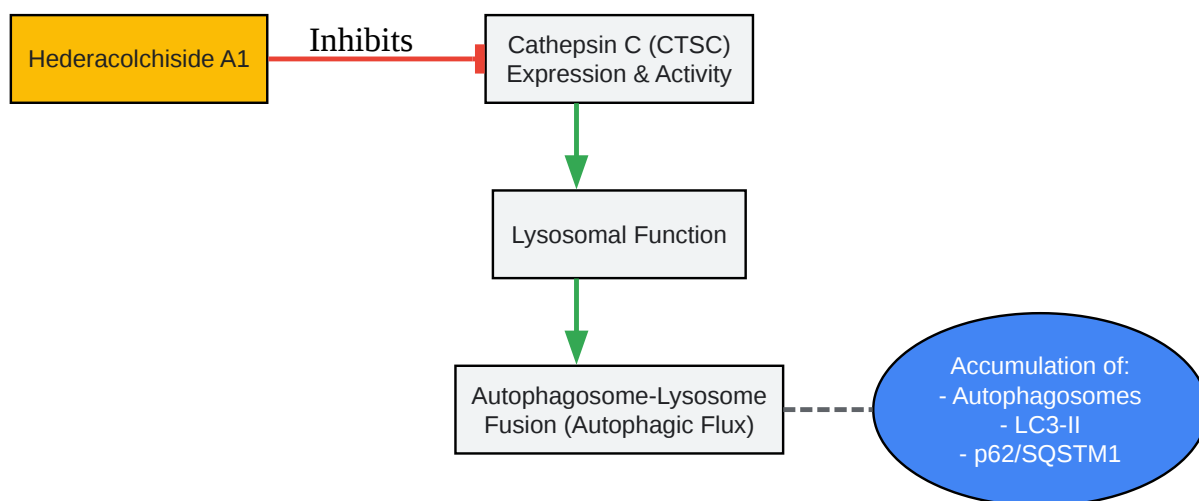 Hederacolchiside A1
Inhibits
Cathepsin C (CTSC)
Expression & Activity
Lysosomal Function
Autophagosome-Lysosome
Fusion (Autophagic Flux)
Accumulation of:
- Autophagosomes
- LC3-II
- p62/SQSTM1